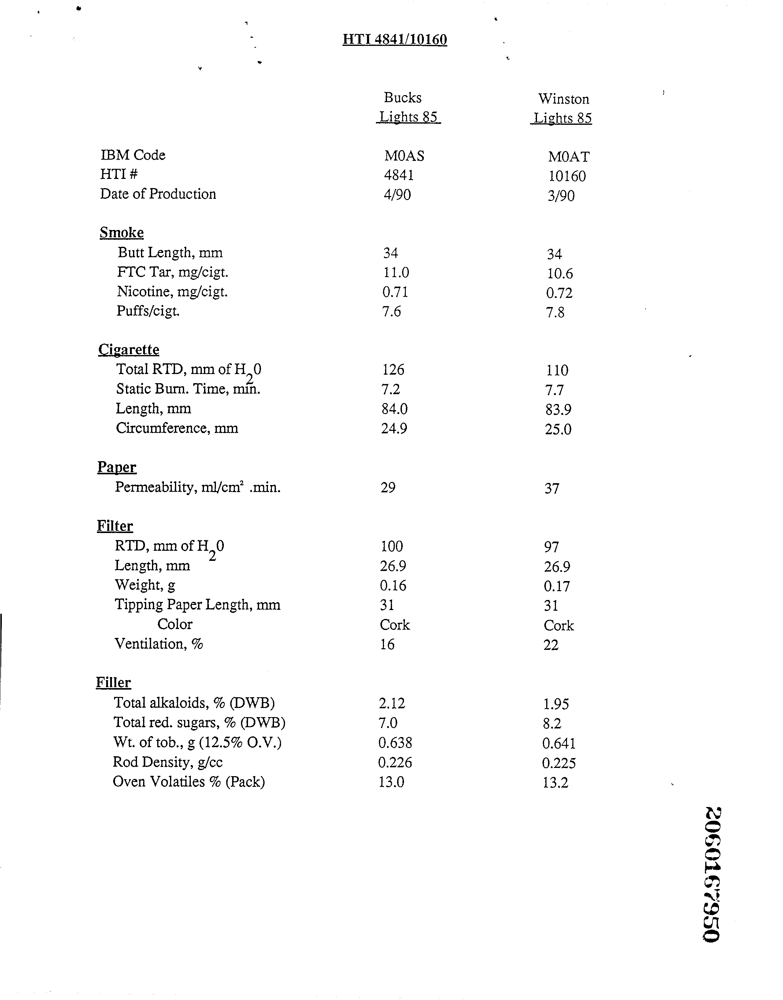 HTI 4841/10160
Bucks Winston
Lights 85 Lights 85
IBM Code M0AS M0AT
HTI # 4841 10160
Date of Production 4/90 3/90
Smoke
Butt Length, mm 34 34
FTC Tar, mg/cigt. 11.0 10.6
Nicotine, mg/cigt. 0.71 0.72
Puffs/cigt. 7.6 7.8
Cigarette
Total RTD, mm of H20 126 110
Static Burn. Time, min. 7.2 7.7
Length, mm 84.0 83.9
Circumference, mm 24.9 25.0
Paper
Permeability, ml/cm² .min. 29 37
Filter
RTD, mm of H20 100 97
Length, mm 26.9 26.9
Weight, g 0.16 0.17
Tipping Paper Length, mm 31 31
Color Cork Cork
Ventilation, % 16 22
Filler
Total alkaloids, % (DWB) 2.12 1.95
Total red. sugars, % (DWB) 7.0 8.2
Wt. of tob., g (12.5% O.V.) 0.638 0.641
Rod Density, g/cc 0.226 0.225
Oven Volatiles % (Pack) 13.0 13.2
2060167950